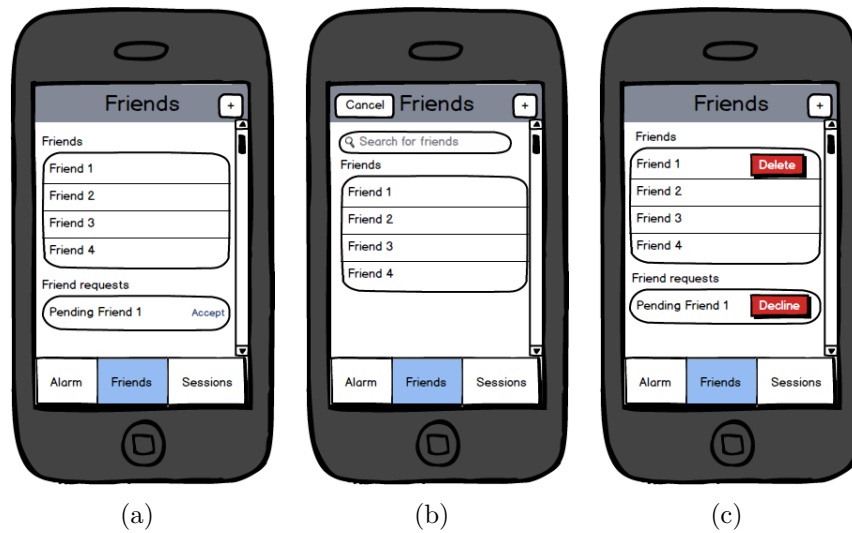 Friends +
Friends
Friend 1
Friend 2
Friend 3
Friend 4
Friend requests
Pending Friend 1 Accept
Alarm Friends Sessions
(a)
Cancel Friends +
Search for friends
Friends
Friend 1
Friend 2
Friend 3
Friend 4
Alarm Friends Sessions
(b)
Friends +
Friends
Friend 1 Delete
Friend 2
Friend 3
Friend 4
Friend requests
Pending Friend 1 Decline
Alarm Friends Sessions
(c)